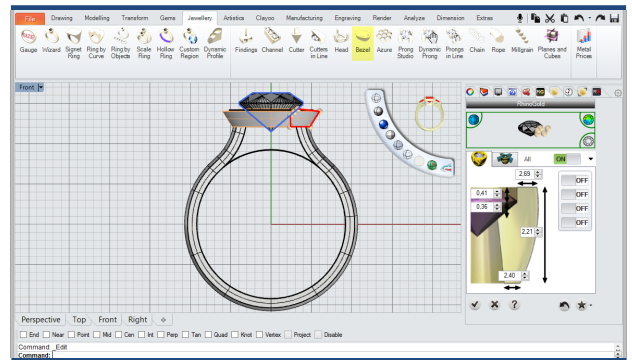 File Drawing Modelling Transform Gems Jewellery Artistics Clayoo Manufacturing Engraving Render Analyze Dimension Extras
Gauge Wizard Signet Ring Ring by Curve Ring by Objects Scale Ring Hollow Ring Custom Region Dynamic Profile Findings Channel Cutter Cutters in Line Head Bezel Azure Prong Studio Dynamic Prong Prongs in Line Chain Rope Milligrain Planes and Cubes Metal Prices
Front
RhinoGold
All ON
2,69
OFF
0,41
OFF
0,36
OFF
2,21
OFF
2,40
Perspective Top Front Right
End Near Point Mid Cen Int Perp Tan Quad Knot Vertex Project Disable
Command: _Edit
Command: